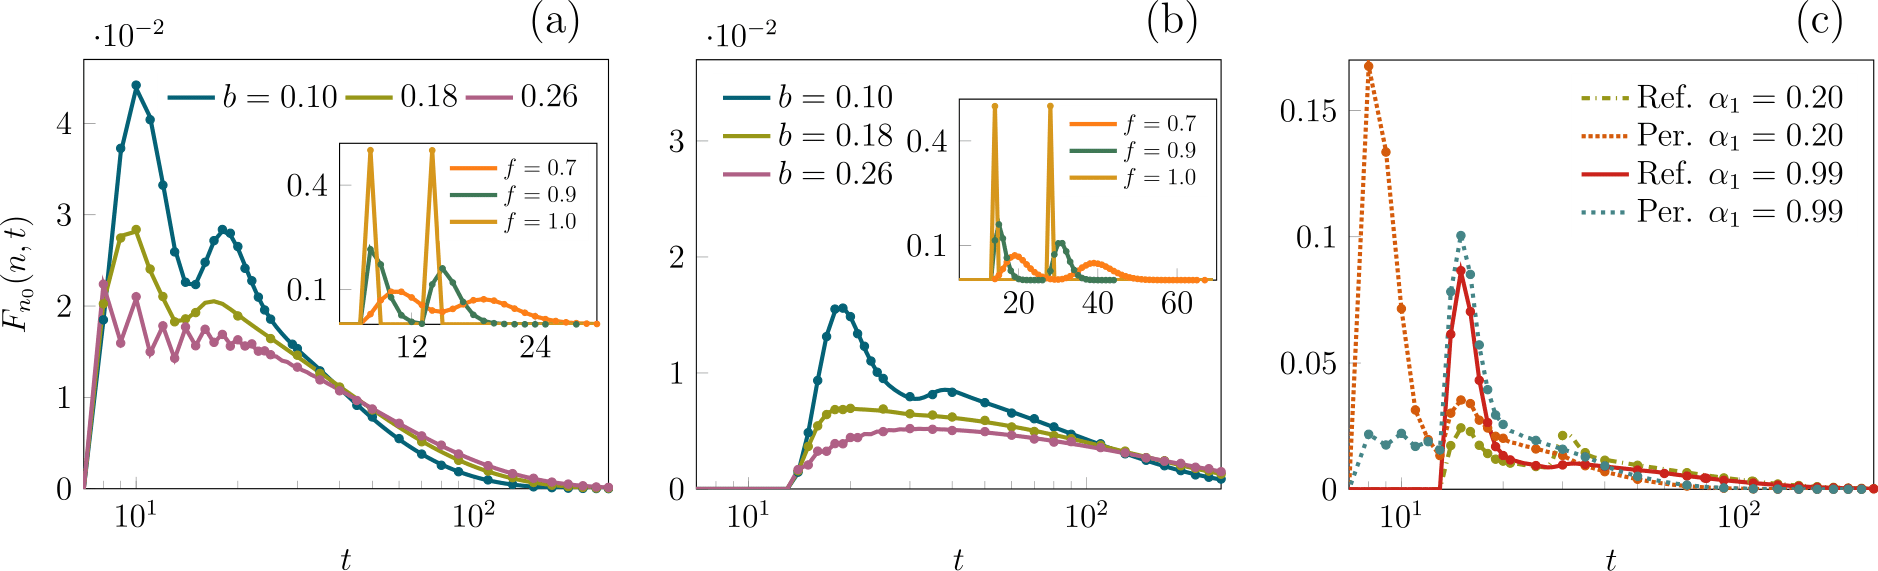 (a)
·10⁻²
b = 0.10 0.18 0.26
f = 0.7
f = 0.9
f = 1.0
0.4
0.1
12 24
4
3
2
1
0
10¹ 10²
F_{n₀}(n, t)
t
(b)
·10⁻²
b = 0.10
b = 0.18
b = 0.26
f = 0.7
f = 0.9
f = 1.0
0.4
0.1
20 40 60
3
2
1
0
10¹ 10²
t
(c)
Ref. α₁ = 0.20
Per. α₁ = 0.20
Ref. α₁ = 0.99
Per. α₁ = 0.99
0.15
0.1
0.05
0
10¹ 10²
t